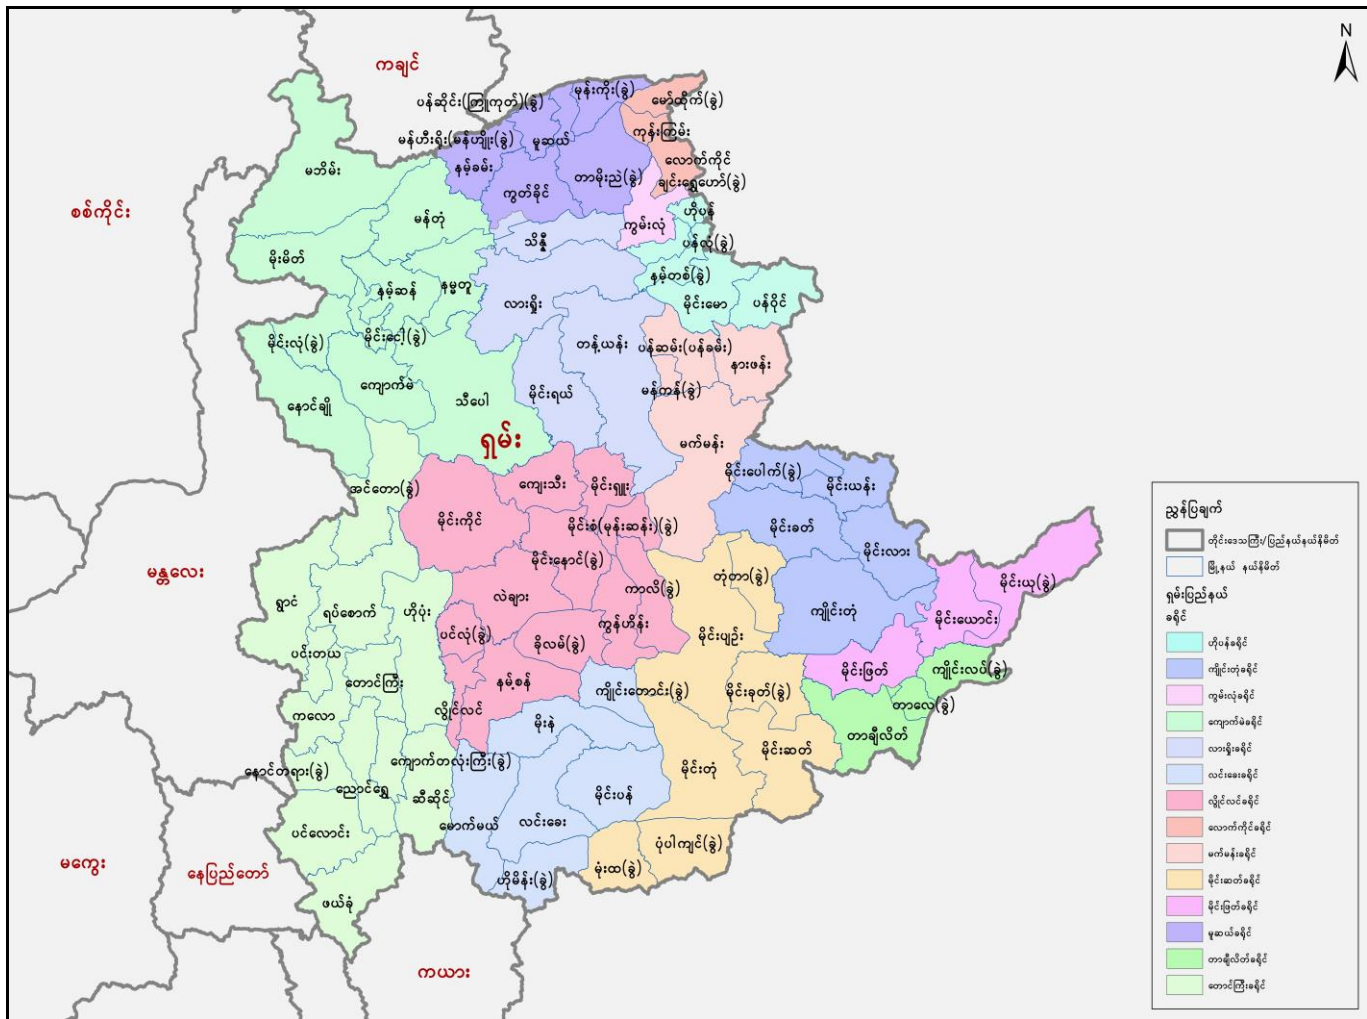 N
ကချင်
ပန်ဆိုင်း(ကြူကုတ်)(ခွဲ)
မုန်းကိုး(ခွဲ)
မော်ထိုက်(ခွဲ)
မန်ဟီးရိုး(မန်ဟျိုး(ခွဲ)
မူဆယ်
ကုန်းကြမ်း
မဘိမ်း
နမ့်ခမ်း
ကွတ်ခိုင်
တာမိုးညဲ(ခွဲ)
လောက်ကိုင်
ချင်းရွှေဟော်(ခွဲ)
စစ်ကိုင်း
မန်တုံ
ကွမ်းလုံ
ဟိုပန်
သိန္နီ
ပန်လုံ(ခွဲ)
မိုးမိတ်
နမ့်ဆန်
နမ္မတူ
နမ့်တစ်(ခွဲ)
လားရှိုး
မိုင်းမော
ပန်ဝိုင်
မိုင်းလုံ(ခွဲ)
မိုင်းငေါ့(ခွဲ)
တန့်ယန်း
ပန်ဆမ်း(ပန်ခမ်း)
နားဖန်း
ကျောက်မဲ
နောင်ချို
သီပေါ
မိုင်းရယ်
မန်ကန်(ခွဲ)
ရှမ်း
မက်မန်း
အင်တော(ခွဲ)
ကျေးသီး
မိုင်းရှူး
မိုင်းပေါက်(ခွဲ)
မိုင်းယန်း
မိုင်းကိုင်
မိုင်းစံ(မုန်းဆန်း)(ခွဲ)
မိုင်းခတ်
မိုင်းလား
မိုင်းနောင်(ခွဲ)
မန္တလေး
တုံတာ(ခွဲ)
မိုင်းယု(ခွဲ)
ရွာငံ
ရပ်စောက်
ဟိုပုံး
လဲချား
ကာလိ(ခွဲ)
ကျိုင်းတုံ
မိုင်းယောင်း
ပင်းတယ
ပင်လုံ(ခွဲ)
ခိုလမ်(ခွဲ)
ကွန်ဟိန်း
မိုင်းပျဉ်း
တောင်ကြီး
နမ့်စန်
ကျိုင်းတောင်း(ခွဲ)
မိုင်းခုတ်(ခွဲ)
မိုင်းဖြတ်
ကျိုင်းလပ်(ခွဲ)
ကလော
လွိုင်လင်
မိုးနဲ
တာလေ(ခွဲ)
တာချီလိတ်
နောင်တရား(ခွဲ)
ကျောက်တလုံးကြီး(ခွဲ)
မိုင်းတုံ
မိုင်းဆတ်
ညောင်ရွှေ
ဆီဆိုင်
မိုင်းပန်
ပင်လောင်း
မောက်မယ်
လင်းခေး
မကွေး
နေပြည်တော်
ဟိုမိန်း(ခွဲ)
မုံးထ(ခွဲ)
ပုံပါကျင်(ခွဲ)
ဖယ်ခုံ
ကယား
ညွှန်ပြချက်
တိုင်းဒေသကြီး/ပြည်နယ်နယ်နိမိတ်
မြို့နယ် နယ်နိမိတ်
ရှမ်းပြည်နယ်
ခရိုင်
ဟိုပန်ခရိုင်
ကျိုင်းတုံခရိုင်
ကွမ်းလုံခရိုင်
ကျောက်မဲခရိုင်
လားရှိုးခရိုင်
လင်းခေးခရိုင်
လွိုင်လင်ခရိုင်
လောက်ကိုင်ခရိုင်
မက်မန်းခရိုင်
မိုင်းဆတ်ခရိုင်
မိုင်းဖြတ်ခရိုင်
မူဆယ်ခရိုင်
တာချီလိတ်ခရိုင်
တောင်ကြီးခရိုင်